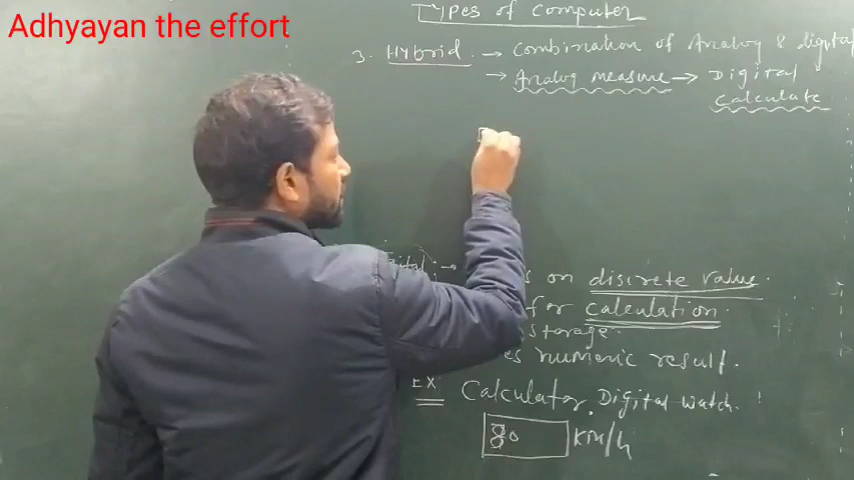 Adhyayan the effort
Types of Computer
3. Hybrid → Combination of Analog & digital
→ Analog measure → Digital
calculate
on discrete value.
for calculation.
storage.
es numeric result.
EX Calculator, Digital watch.
80 Km/h